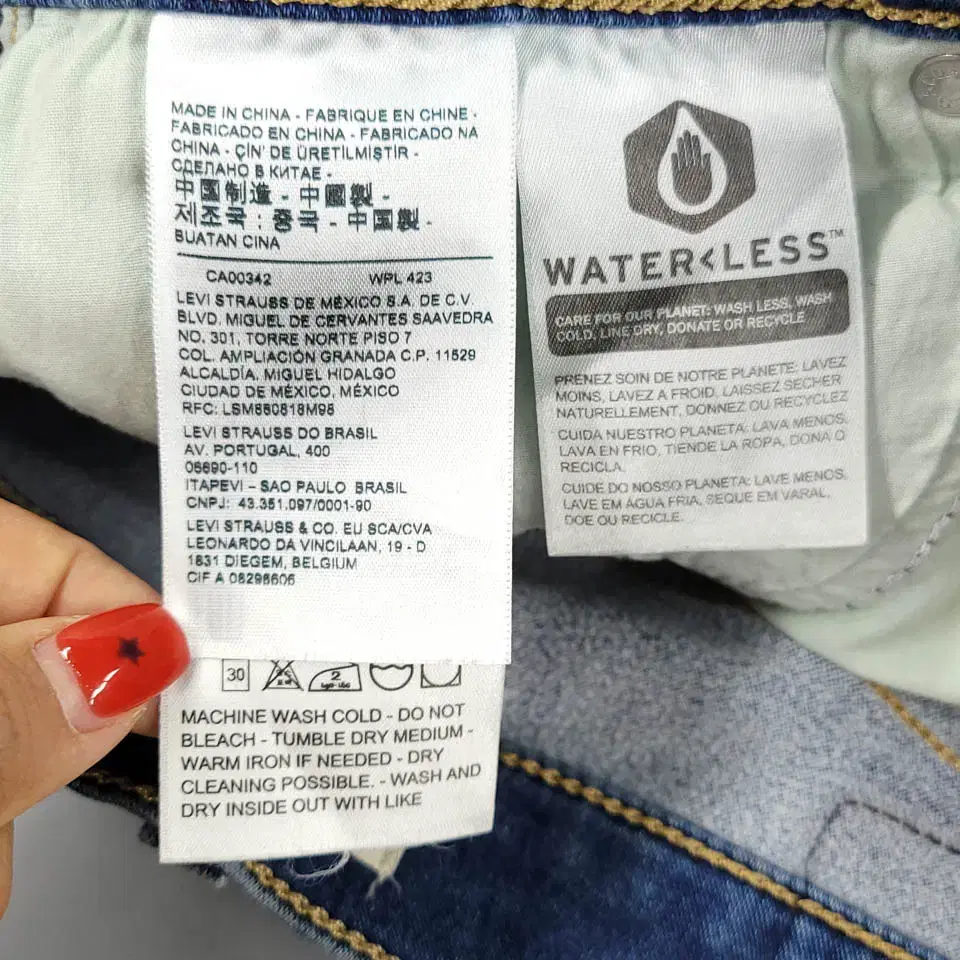 MADE IN CHINA - FABRIQUE EN CHINE -
FABRICADO EN CHINA - FABRICADO NA
CHINA - ÇİN' DE ÜRETİLMİŞTİR -
СДЕЛАНО В КИТАЕ -
中国制造 - 中國製 -
제조국 : 중국 - 中国製 -
BUATAN CINA
CA00342 WPL 423
LEVI STRAUSS DE MÉXICO S.A. DE C.V.
BLVD. MIGUEL DE CERVANTES SAAVEDRA
NO. 301, TORRE NORTE PISO 7
COL. AMPLIACIÓN GRANADA C.P. 11529
ALCALDÍA. MIGUEL HIDALGO
CIUDAD DE MÉXICO, MÉXICO
RFC: LSM860818M98
LEVI STRAUSS DO BRASIL
AV. PORTUGAL, 400
06690-110
ITAPEVI – SAO PAULO BRASIL
CNPJ: 43.351.097/0001-90
LEVI STRAUSS & CO. EU SCA/CVA
LEONARDO DA VINCILAAN, 19 - D
1831 DIEGEM, BELGIUM
CIF A 08296606
30
2
MACHINE WASH COLD - DO NOT
BLEACH - TUMBLE DRY MEDIUM -
WARM IRON IF NEEDED - DRY
CLEANING POSSIBLE. - WASH AND
DRY INSIDE OUT WITH LIKE
WATER<LESS™
CARE FOR OUR PLANET: WASH LESS, WASH
COLD, LINE DRY, DONATE OR RECYCLE
PRENEZ SOIN DE NOTRE PLANETE: LAVEZ
MOINS, LAVEZ A FROID, LAISSEZ SECHER
NATURELLEMENT, DONNEZ OU RECYCLEZ
CUIDA NUESTRO PLANETA: LAVA MENOS,
LAVA EN FRIO, TIENDE LA ROPA, DONA O
RECICLA.
CUIDE DO NOSSO PLANETA: LAVE MENOS,
LAVE EM ÁGUA FRIA, SEQUE EM VARAL,
DOE OU RECICLE.